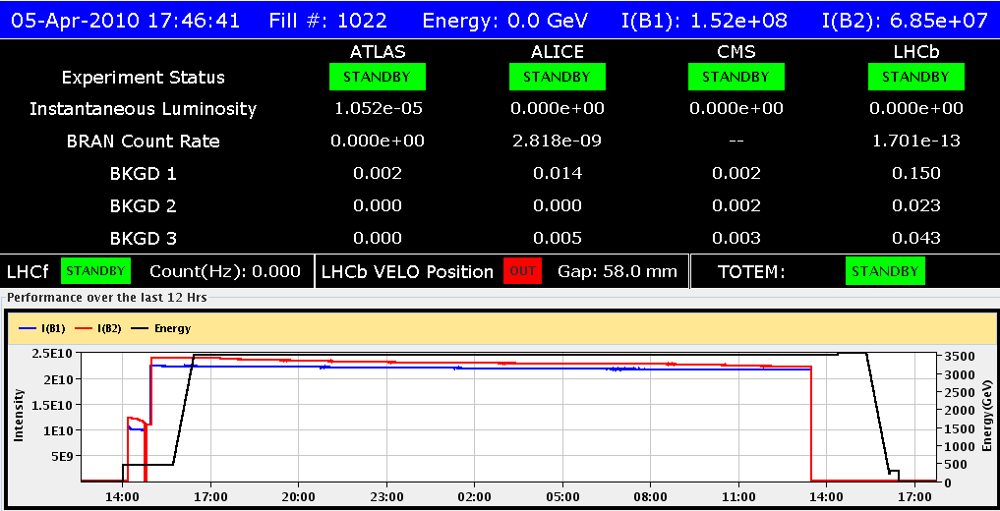 05-Apr-2010 17:46:41 Fill #: 1022 Energy: 0.0 GeV I(B1): 1.52e+08 I(B2): 6.85e+07
ATLAS ALICE CMS LHCb
Experiment Status STANDBY STANDBY STANDBY STANDBY
Instantaneous Luminosity 1.052e-05 0.000e+00 0.000e+00 0.000e+00
BRAN Count Rate 0.000e+00 2.818e-09 -- 1.701e-13
BKGD 1 0.002 0.014 0.002 0.150
BKGD 2 0.000 0.000 0.002 0.023
BKGD 3 0.000 0.005 0.003 0.043
LHCf STANDBY Count(Hz): 0.000 LHCb VELO Position OUT Gap: 58.0 mm TOTEM: STANDBY
Performance over the last 12 Hrs
I(B1) I(B2) Energy
2.5E10
2E10
1.5E10
1E10
5E9
Intensity
3500
3000
2500
2000
1500
1000
500
0
Energy(GeV)
14:00 17:00 20:00 23:00 02:00 05:00 08:00 11:00 14:00 17:00